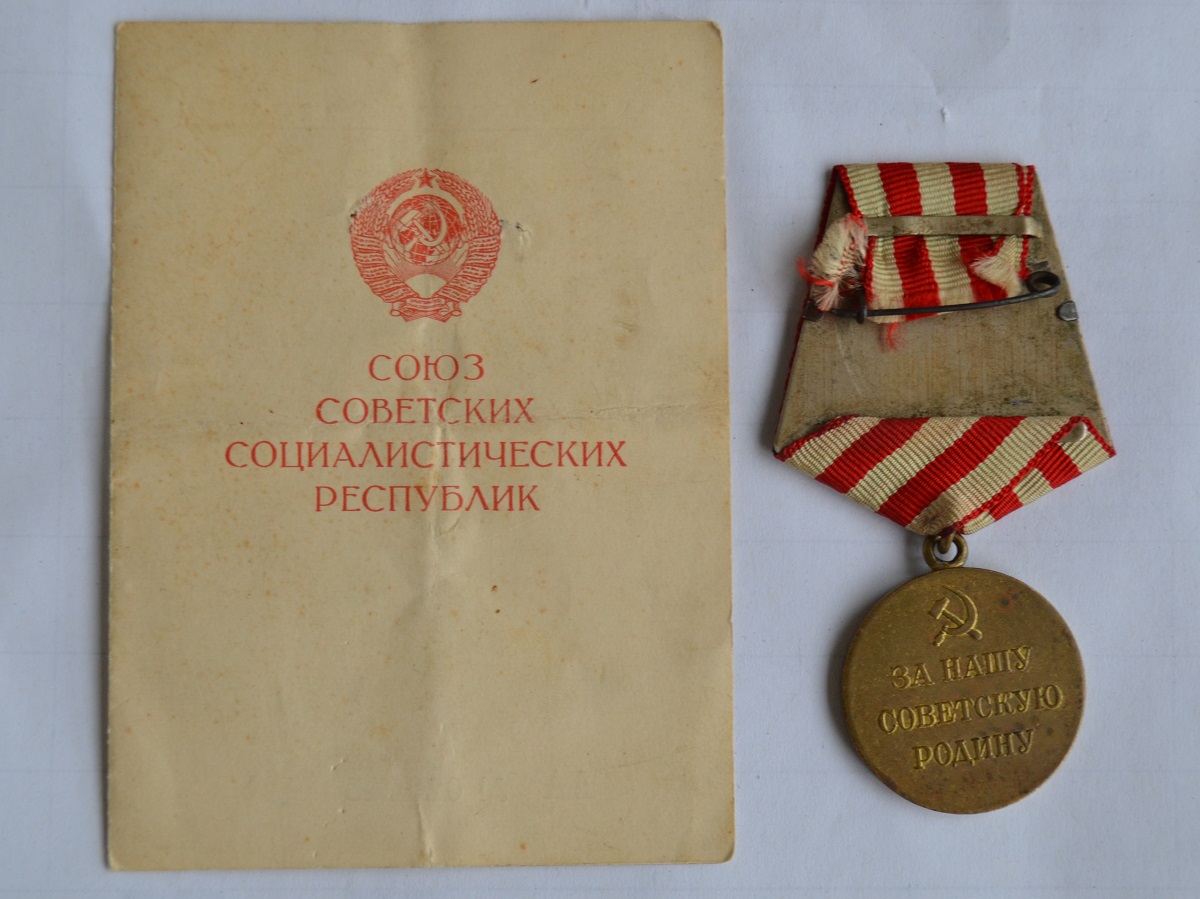 СОЮЗ
СОВЕТСКИХ
СОЦИАЛИСТИЧЕСКИХ
РЕСПУБЛИК
ЗА НАШУ
СОВЕТСКУЮ
РОДИНУ